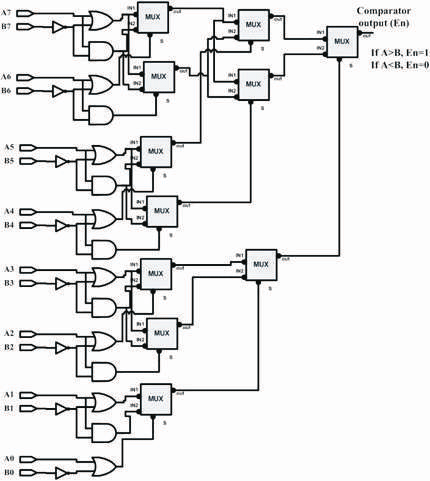 A7
B7
IN1
IN2
MUX
out
S
IN1
IN2
MUX
out
S
Comparator
output (En)
MUX
out
S
If A>B, En=1
If A<B, En=0
A6
B6
IN1
IN2
MUX
out
S
IN1
IN2
MUX
out
S
A5
B5
IN1
IN2
MUX
out
S
A4
B4
IN1
IN2
MUX
out
S
A3
B3
IN1
IN2
MUX
out
S
IN1
IN2
MUX
out
S
A2
B2
IN1
IN2
MUX
out
S
A1
B1
IN1
IN2
MUX
out
S
A0
B0